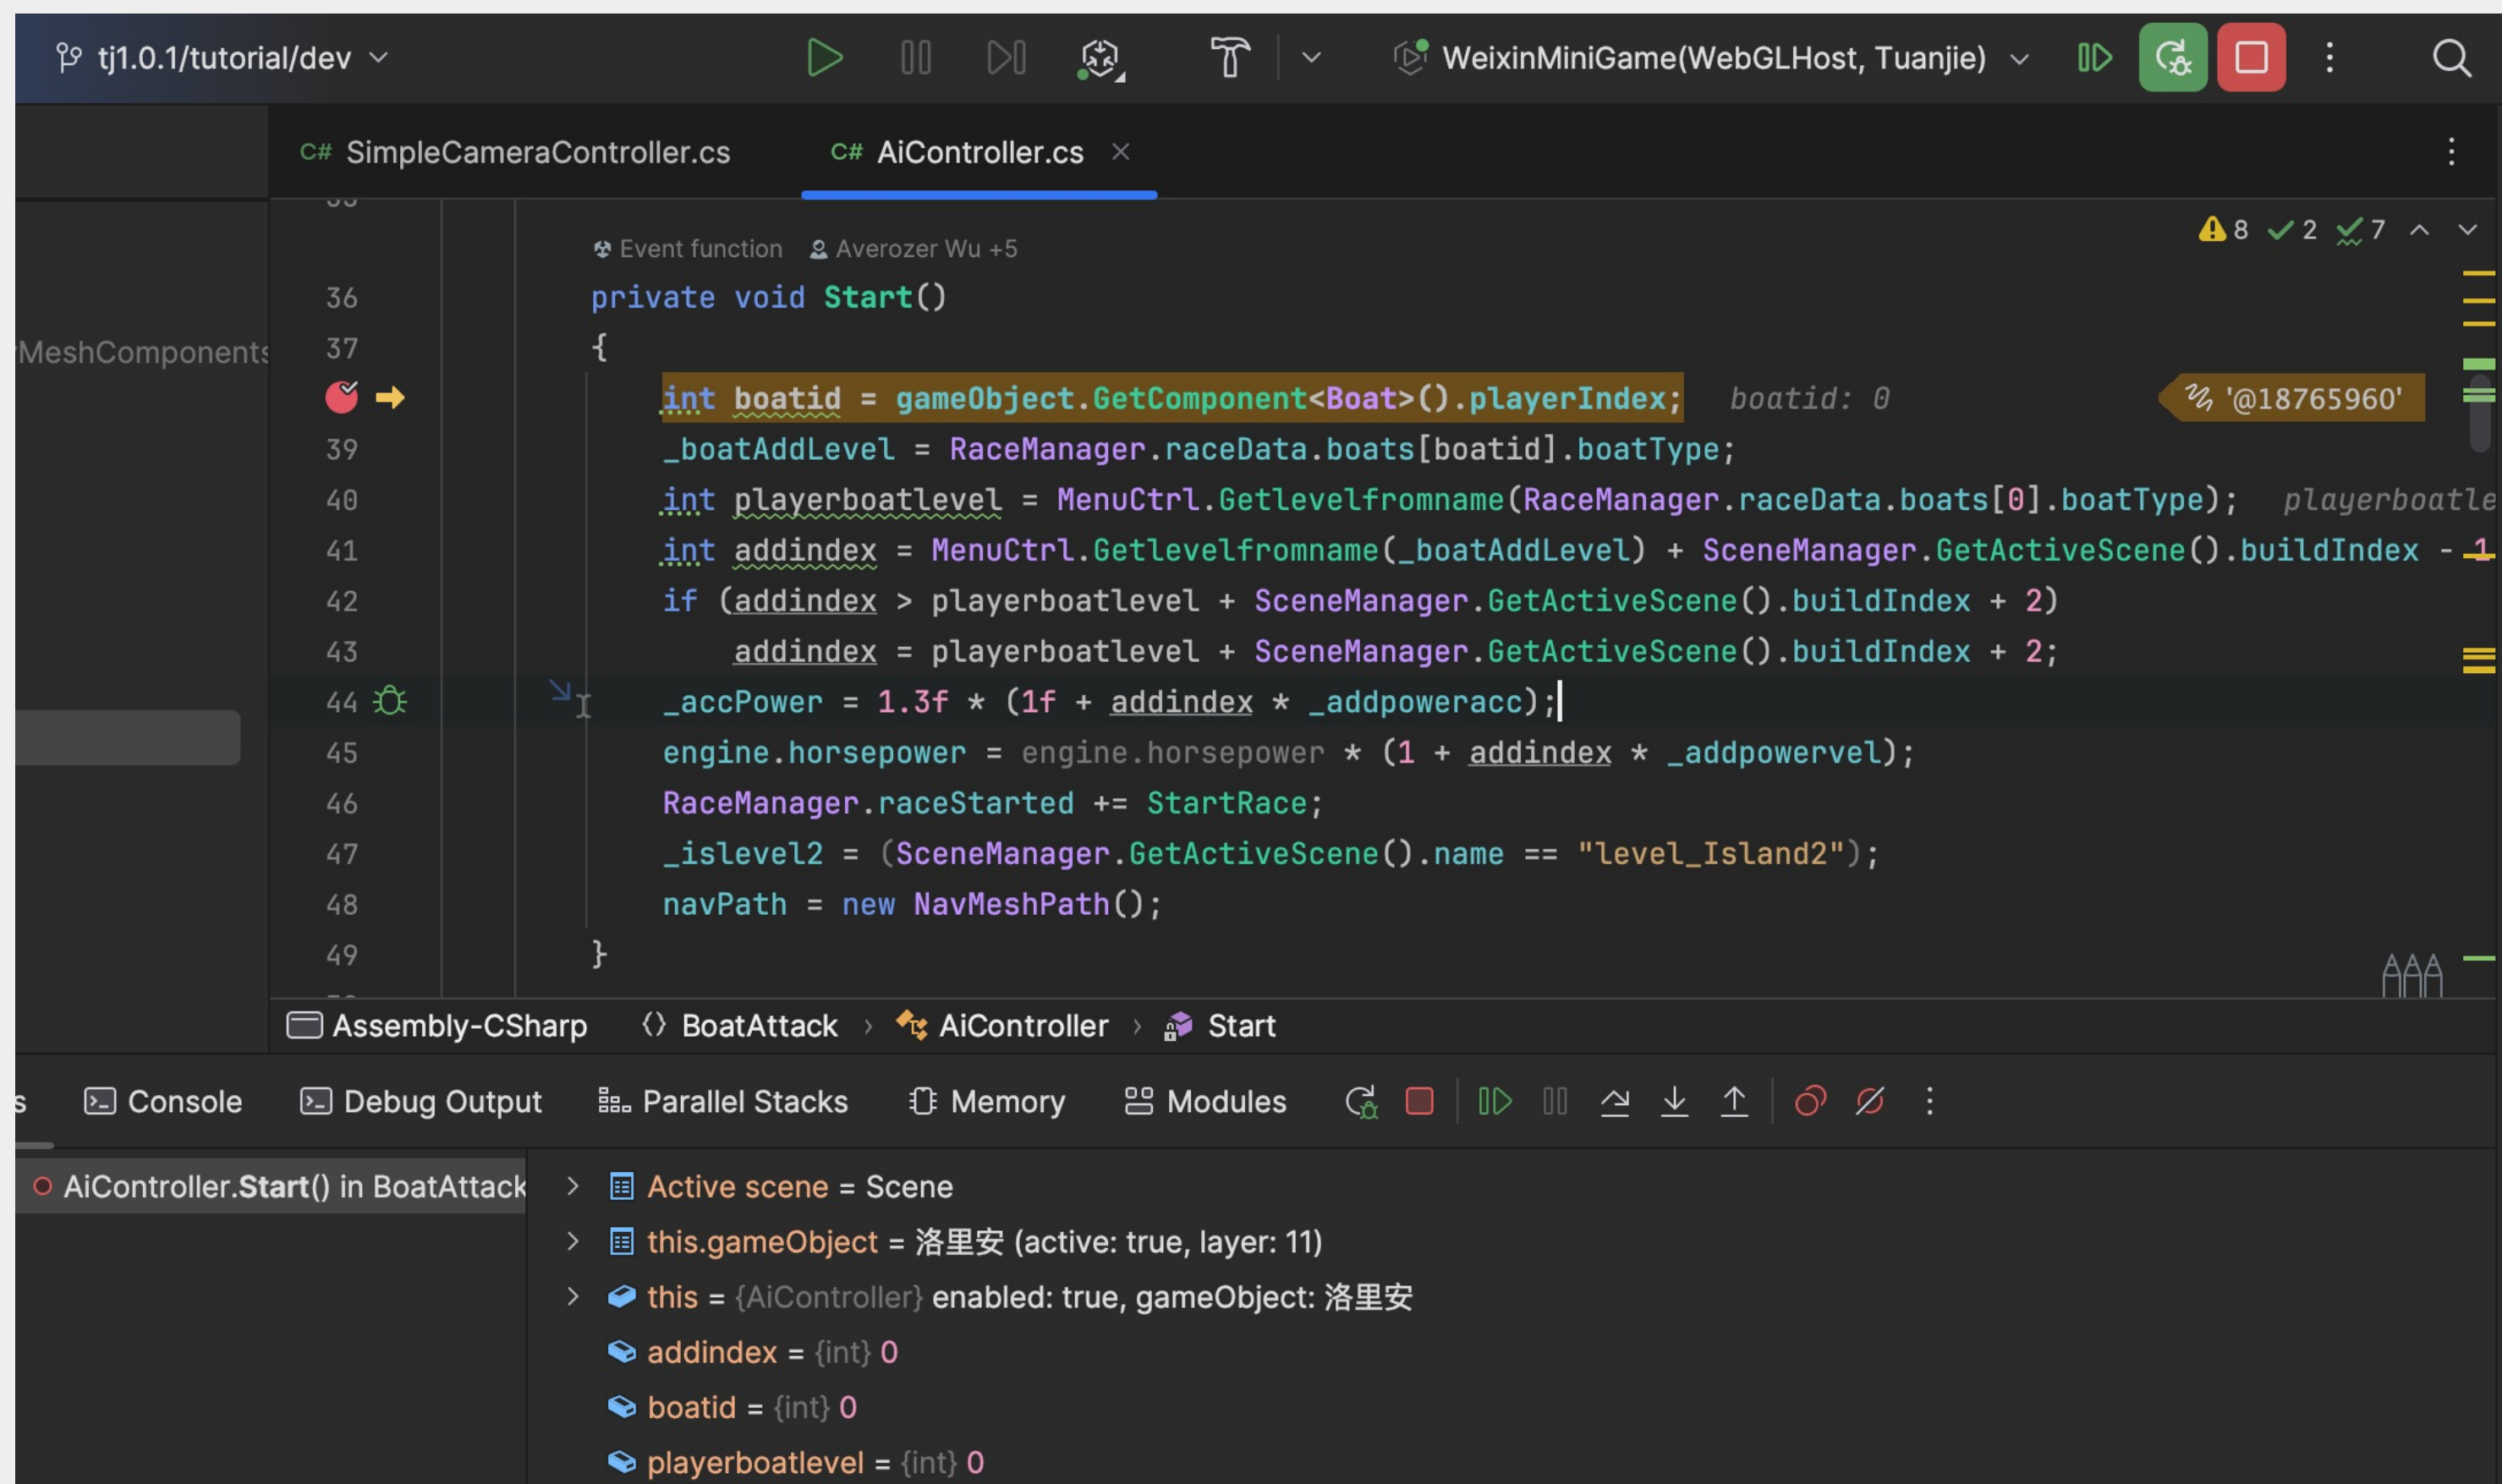 tj1.0.1/tutorial/dev WeixinMiniGame(WebGLHost, Tuanjie)
C# SimpleCameraController.cs C# AiController.cs
8 2 7
Event function Averozer Wu +5
36 private void Start()
MeshComponents 37 {
int boatid = gameObject.GetComponent<Boat>().playerIndex; boatid: 0 '@18765960'
39 _boatAddLevel = RaceManager.raceData.boats[boatid].boatType;
40 int playerboatlevel = MenuCtrl.Getlevelfromname(RaceManager.raceData.boats[0].boatType); playerboatle
41 int addindex = MenuCtrl.Getlevelfromname(_boatAddLevel) + SceneManager.GetActiveScene().buildIndex - 1
42 if (addindex > playerboatlevel + SceneManager.GetActiveScene().buildIndex + 2)
43 addindex = playerboatlevel + SceneManager.GetActiveScene().buildIndex + 2;
44 _accPower = 1.3f * (1f + addindex * _addpoweracc);
45 engine.horsepower = engine.horsepower * (1 + addindex * _addpowervel);
46 RaceManager.raceStarted += StartRace;
47 _islevel2 = (SceneManager.GetActiveScene().name == "level_Island2");
48 navPath = new NavMeshPath();
49 }
Assembly-CSharp BoatAttack › AiController › Start
s Console Debug Output Parallel Stacks Memory Modules
AiController.Start() in BoatAttack
Active scene = Scene
this.gameObject = 洛里安 (active: true, layer: 11)
this = {AiController} enabled: true, gameObject: 洛里安
addindex = {int} 0
boatid = {int} 0
playerboatlevel = {int} 0